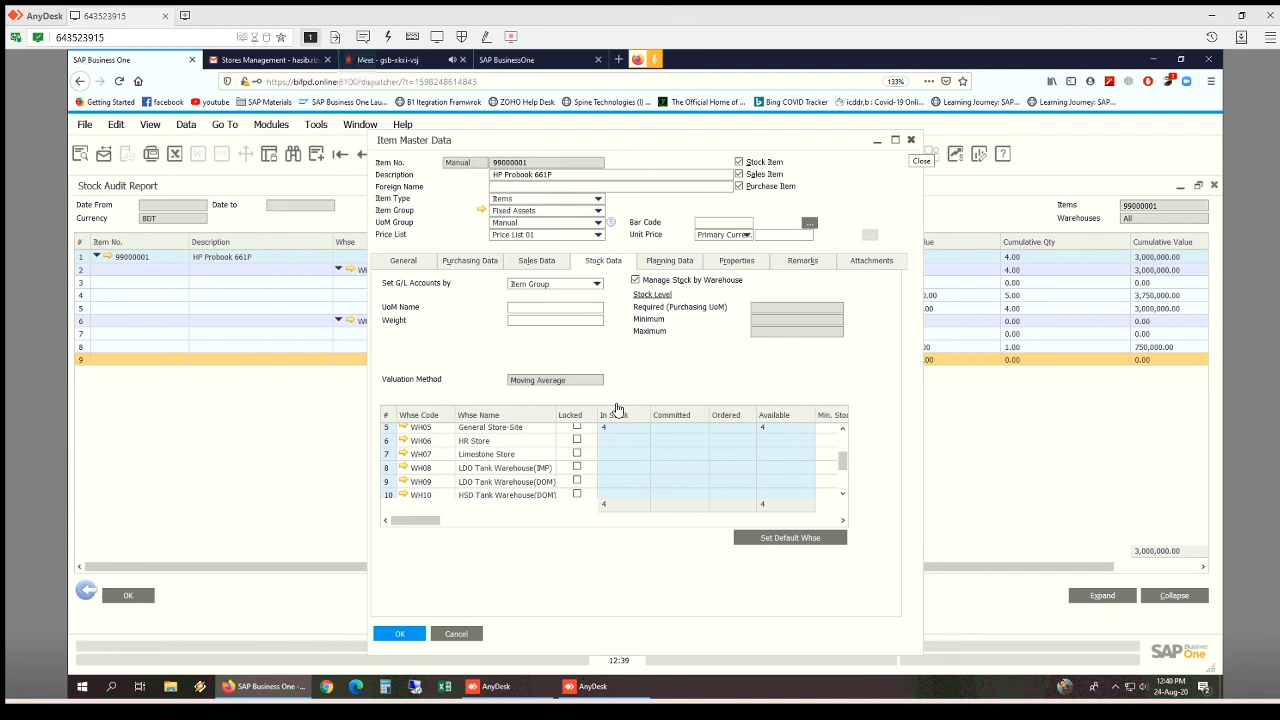 AnyDesk 643523915
643523915 1
SAP Business One Stores Management - hasib. Meet - gsb-xkxi-vsj SAP BusinessOne
https://bifpd.online:8100/dispatcher/?t=1598248614843 133%
Getting Started facebook youtube SAP Materials SAP Business One Lau... B1 Itegration Framwrok ZOHO Help Desk Spine Technologies (I... The Official Home of ... Bing COVID Tracker icddr,b : Covid-19 Onli... Learning Journey: SAP... Learning Journey: SAP...
File Edit View Data Go To Modules Tools Window Help
Item Master Data
Close
Stock Audit Report
Date From Date to
Currency BDT
Items 99000001
Warehouses All
Item No. Manual 99000001 Stock Item
Description HP Probook 661P Sales Item
Foreign Name Purchase Item
Item Type Items
Item Group Fixed Assets
UoM Group Manual Bar Code ...
Price List Price List 01 Unit Price Primary Curre... ...
General Purchasing Data Sales Data Stock Data Planning Data Properties Remarks Attachments
Set G/L Accounts by Item Group Manage Stock by Warehouse
Stock Level
UoM Name Required (Purchasing UoM)
Weight Minimum
Maximum
Valuation Method Moving Average
# Whse Code Whse Name Locked Committed Ordered Available Min. Stoc
5 WH05 General Store-Site 4 4
6 WH06 HR Store
7 WH07 Limestone Store
8 WH08 LDO Tank Warehouse(IMP)
9 WH09 LDO Tank Warehouse(DOM)
10 WH10 HSD Tank Warehouse(DOM)
4 4
Set Default Whse
OK Cancel
# Item No. Description Whse
1 99000001 HP Probook 661P
2 WH
3
4
5
6 WH
7
8
9
lue Cumulative Qty Cumulative Value
4.00 3,000,000.00
0.00 0.00
.00 5.00 3,750,000.00
.00 4.00 3,000,000.00
0.00 0.00
0.00 0.00
.00 1.00 750,000.00
.00 0.00 0.00
3,000,000.00
OK Expand Collapse
12:39
SAP Business One
SAP Business One -... AnyDesk AnyDesk
12:40 PM
24-Aug-20 2